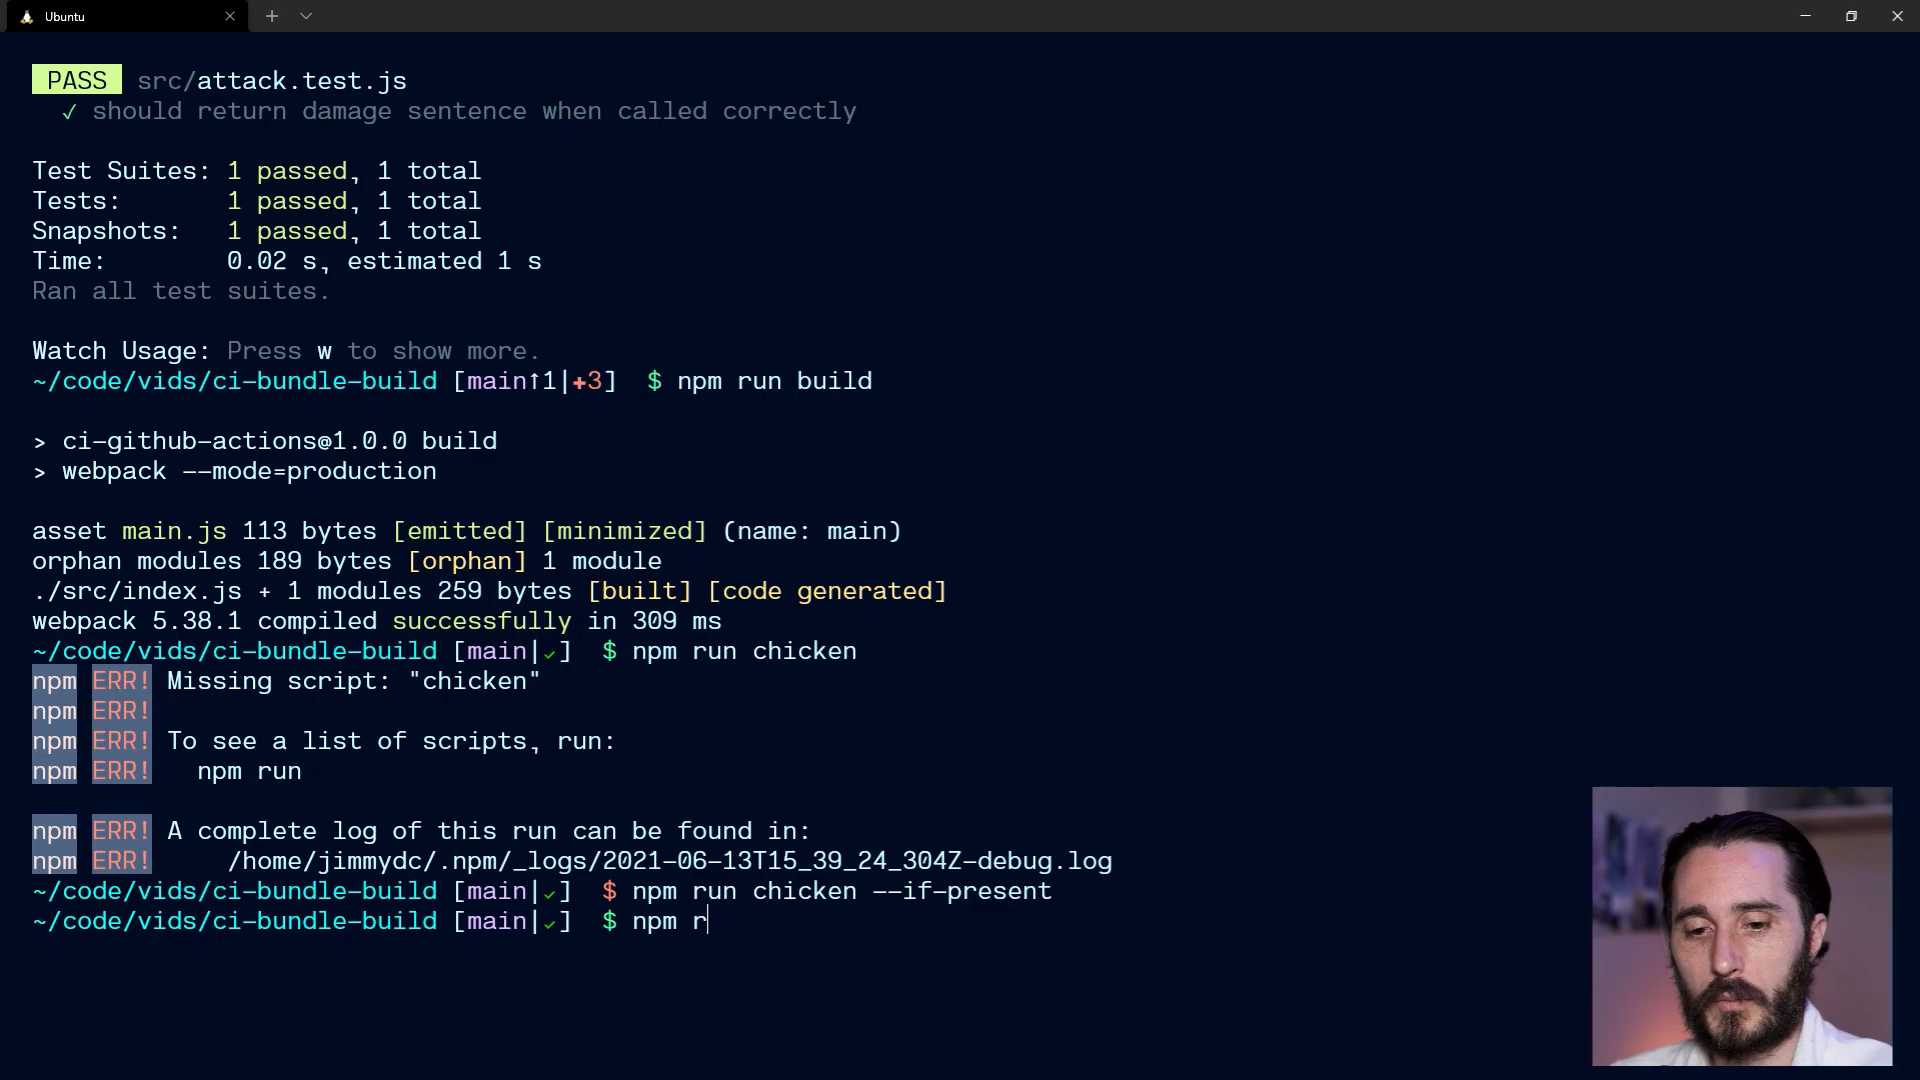 Ubuntu
PASS src/attack.test.js
✓ should return damage sentence when called correctly
Test Suites: 1 passed, 1 total
Tests: 1 passed, 1 total
Snapshots: 1 passed, 1 total
Time: 0.02 s, estimated 1 s
Ran all test suites.
Watch Usage: Press w to show more.
~/code/vids/ci-bundle-build [main↑1|✚3] $ npm run build
> ci-github-actions@1.0.0 build
> webpack --mode=production
asset main.js 113 bytes [emitted] [minimized] (name: main)
orphan modules 189 bytes [orphan] 1 module
./src/index.js + 1 modules 259 bytes [built] [code generated]
webpack 5.38.1 compiled successfully in 309 ms
~/code/vids/ci-bundle-build [main|✓] $ npm run chicken
npm ERR! Missing script: "chicken"
npm ERR!
npm ERR! To see a list of scripts, run:
npm ERR!   npm run
npm ERR! A complete log of this run can be found in:
npm ERR!     /home/jimmydc/.npm/_logs/2021-06-13T15_39_24_304Z-debug.log
~/code/vids/ci-bundle-build [main|✓] $ npm run chicken --if-present
~/code/vids/ci-bundle-build [main|✓] $ npm r